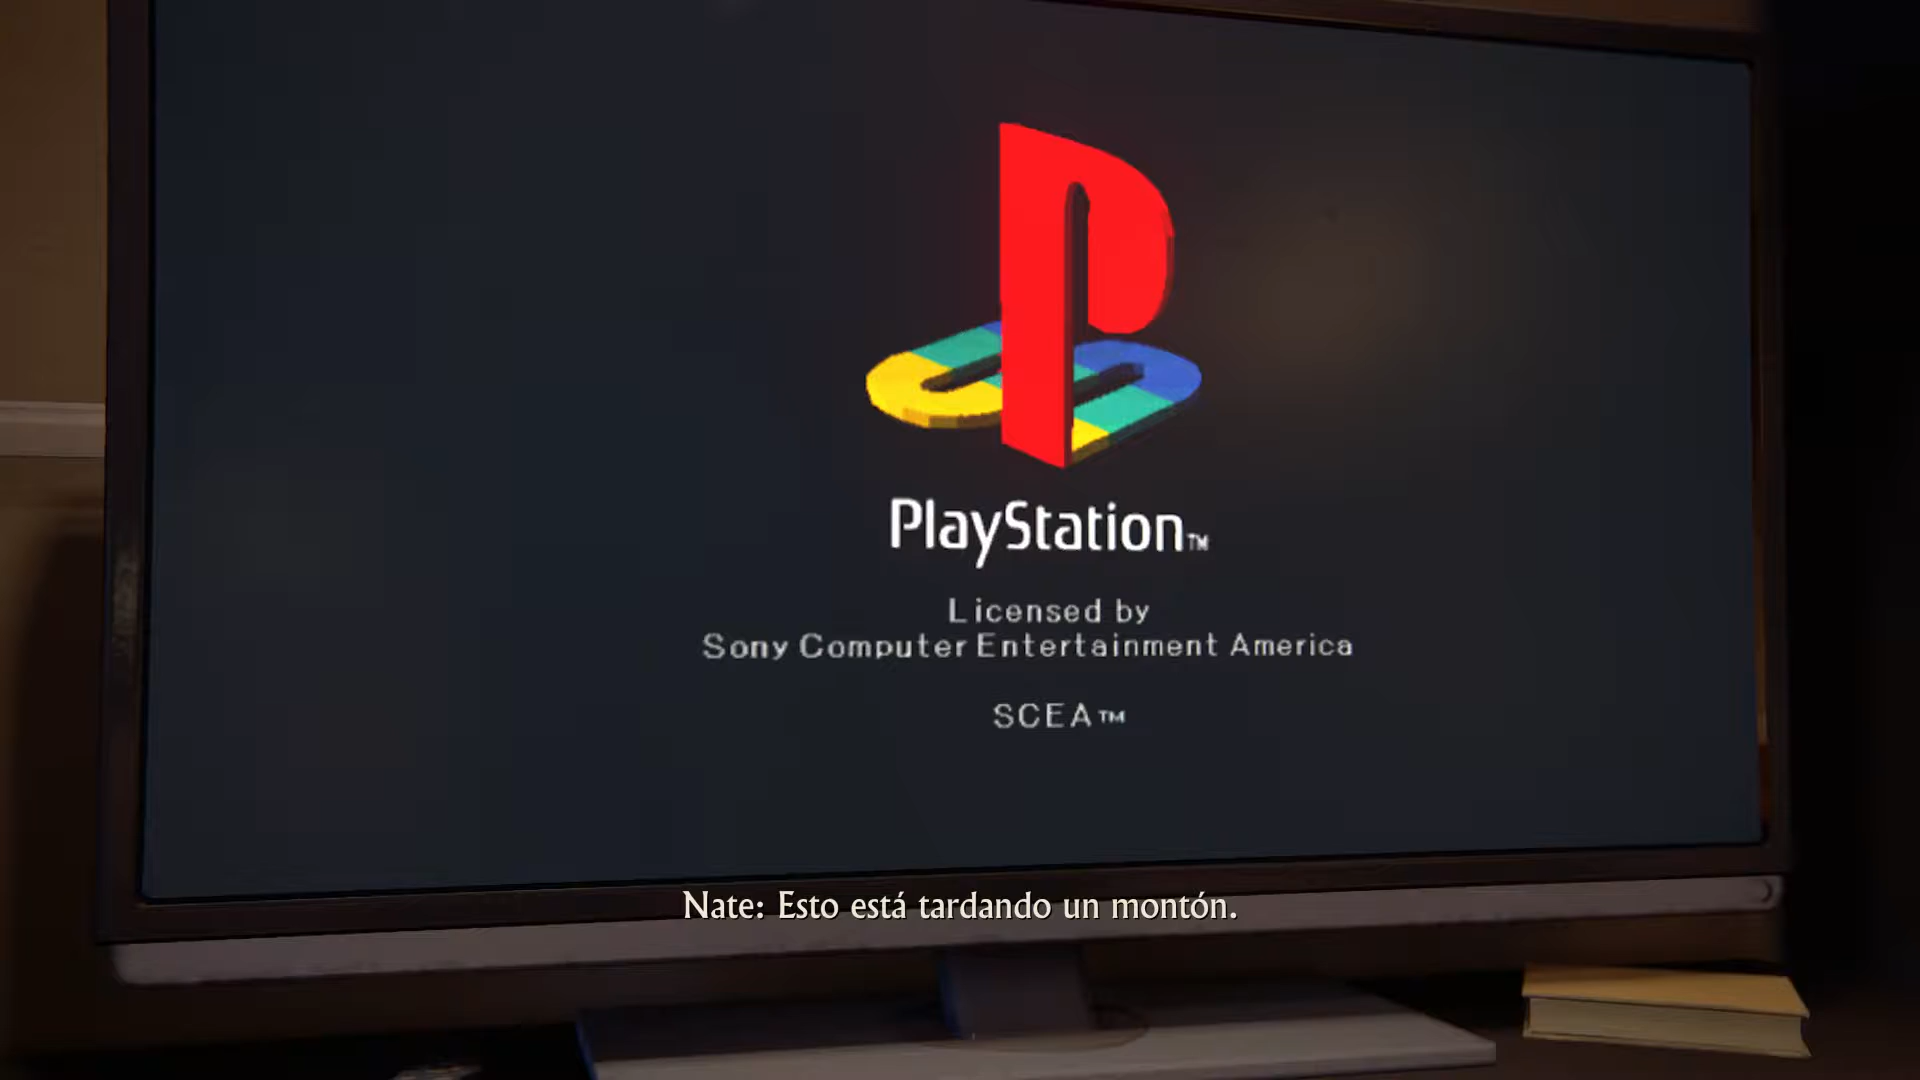 PlayStation™
Licensed by
Sony Computer Entertainment America
SCEA™
Nate: Esto está tardando un montón.